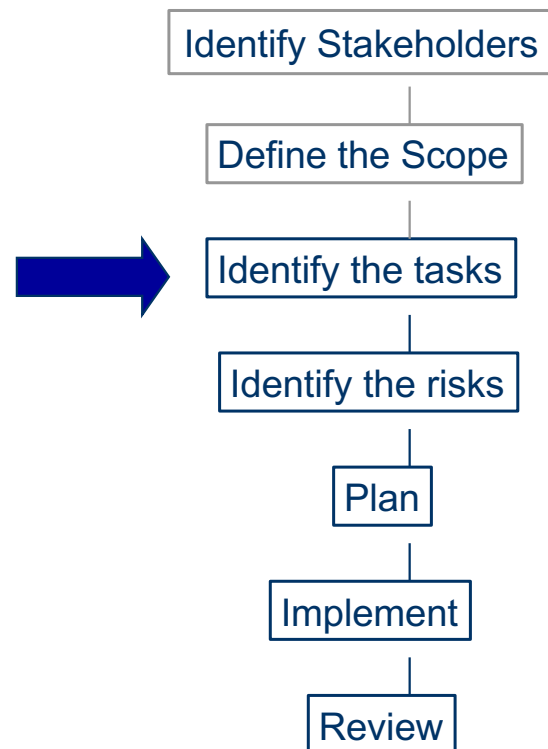 Identify Stakeholders
Define the Scope
Identify the tasks
Identify the risks
Plan
Implement
Review